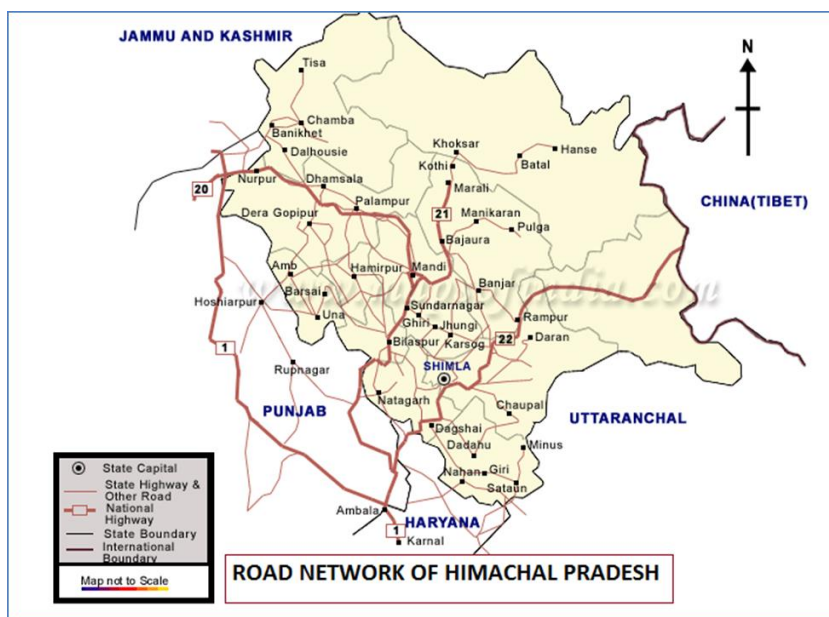 JAMMU AND KASHMIR
N
Tisa
Chamba
Banikhet
Dalhousie
Khoksar
Hanse
Batal
Kothi
Nurpur
Dhamsala
Marali
20
CHINA(TIBET)
Palampur
21
Manikaran
Dera Gopipur
Pulga
Bajaura
Amb
Hamirpur
Mandi
Banjar
Barsai
Hoshiarpur
Sundarnagar
Una
Ghiri
Jhungi
Rampur
Karsog
22
Daran
1
Bilaspur
SHIMLA
Rupnagar
Natagarh
Chaupal
PUNJAB
UTTARANCHAL
Dagshai
Dadahu
Minus
Nahan
Giri
Sataun
State Capital
State Highway &
Other Road
National
Highway
State Boundary
International
Boundary
Map not to Scale
Ambala
HARYANA
1
Karnal
ROAD NETWORK OF HIMACHAL PRADESH